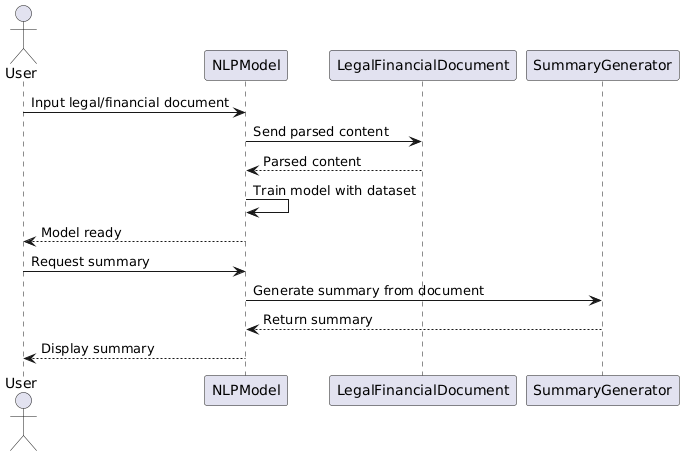 User
NLPModel
LegalFinancialDocument
SummaryGenerator
Input legal/financial document
Send parsed content
Parsed content
Train model with dataset
Model ready
Request summary
Generate summary from document
Return summary
Display summary
User
NLPModel
LegalFinancialDocument
SummaryGenerator